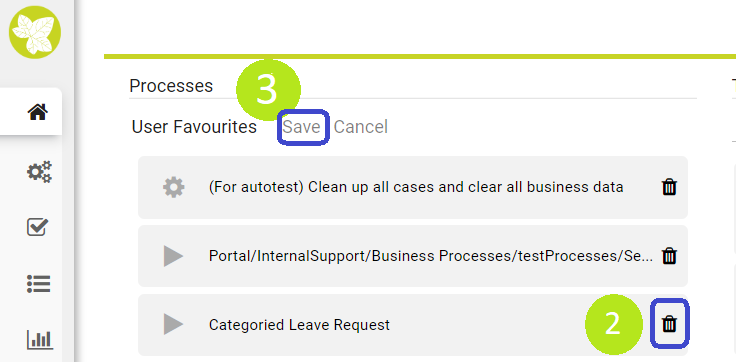 Processes
3
User Favourites Save Cancel
(For autotest) Clean up all cases and clear all business data
Portal/InternalSupport/Business Processes/testProcesses/Se...
Categoried Leave Request
2